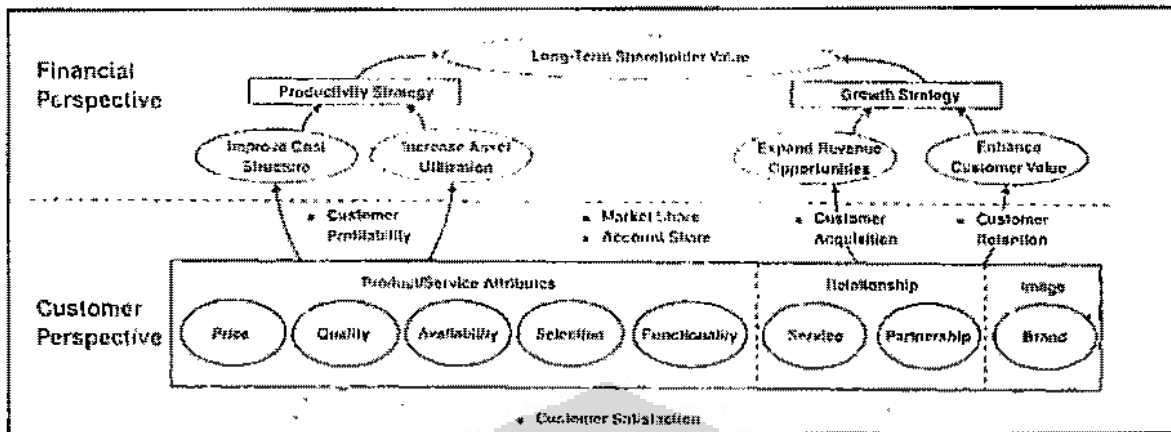 Long-Term Shareholder Value
Financial
Perspective
Productivity Strategy
Growth Strategy
Improve Cost
Structure
Increase Asset
Utilization
Expand Revenue
Opportunities
Enhance
Customer Value
Customer
Profitability
Market Share
Account Share
Customer
Acquisition
Customer
Retention
Product/Service Attributes
Relationship
Image
Customer
Perspective
Price
Quality
Availability
Selection
Functionality
Service
Partnership
Brand
Customer Satisfaction